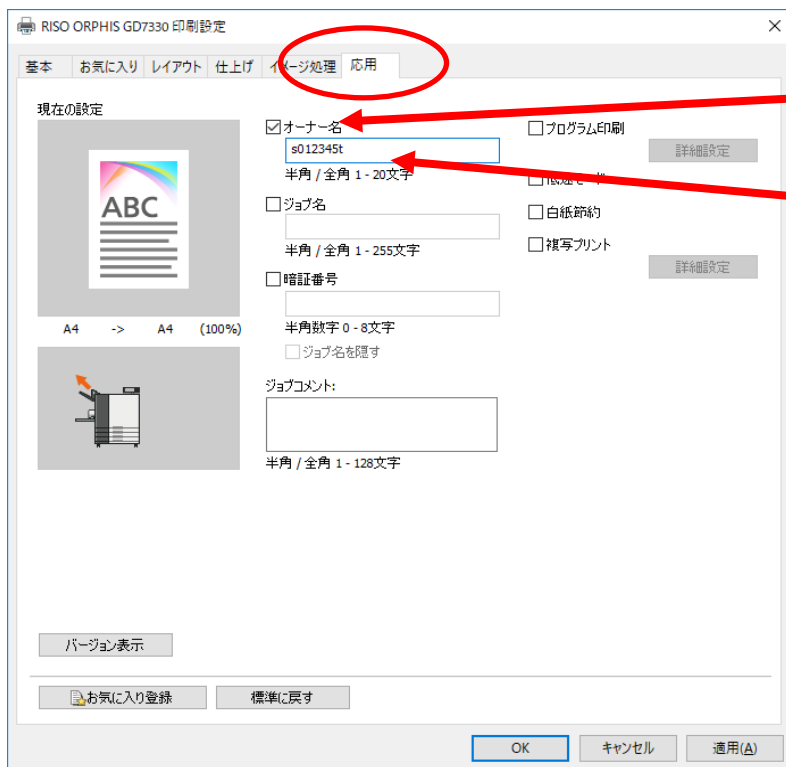 RISO ORPHIS GD7330 印刷設定
基本 お気に入り レイアウト 仕上げ イメージ処理 応用
現在の設定
ABC
A4 -> A4 (100%)
オーナー名
s012345t
半角 / 全角 1 - 20文字
ジョブ名
半角 / 全角 1 - 255文字
暗証番号
半角数字 0 - 8文字
ジョブ名を隠す
ジョブコメント:
半角 / 全角 1 - 128文字
プログラム印刷
詳細設定
白紙節約
複写プリント
詳細設定
バージョン表示
お気に入り登録 標準に戻す
OK キャンセル 適用(A)